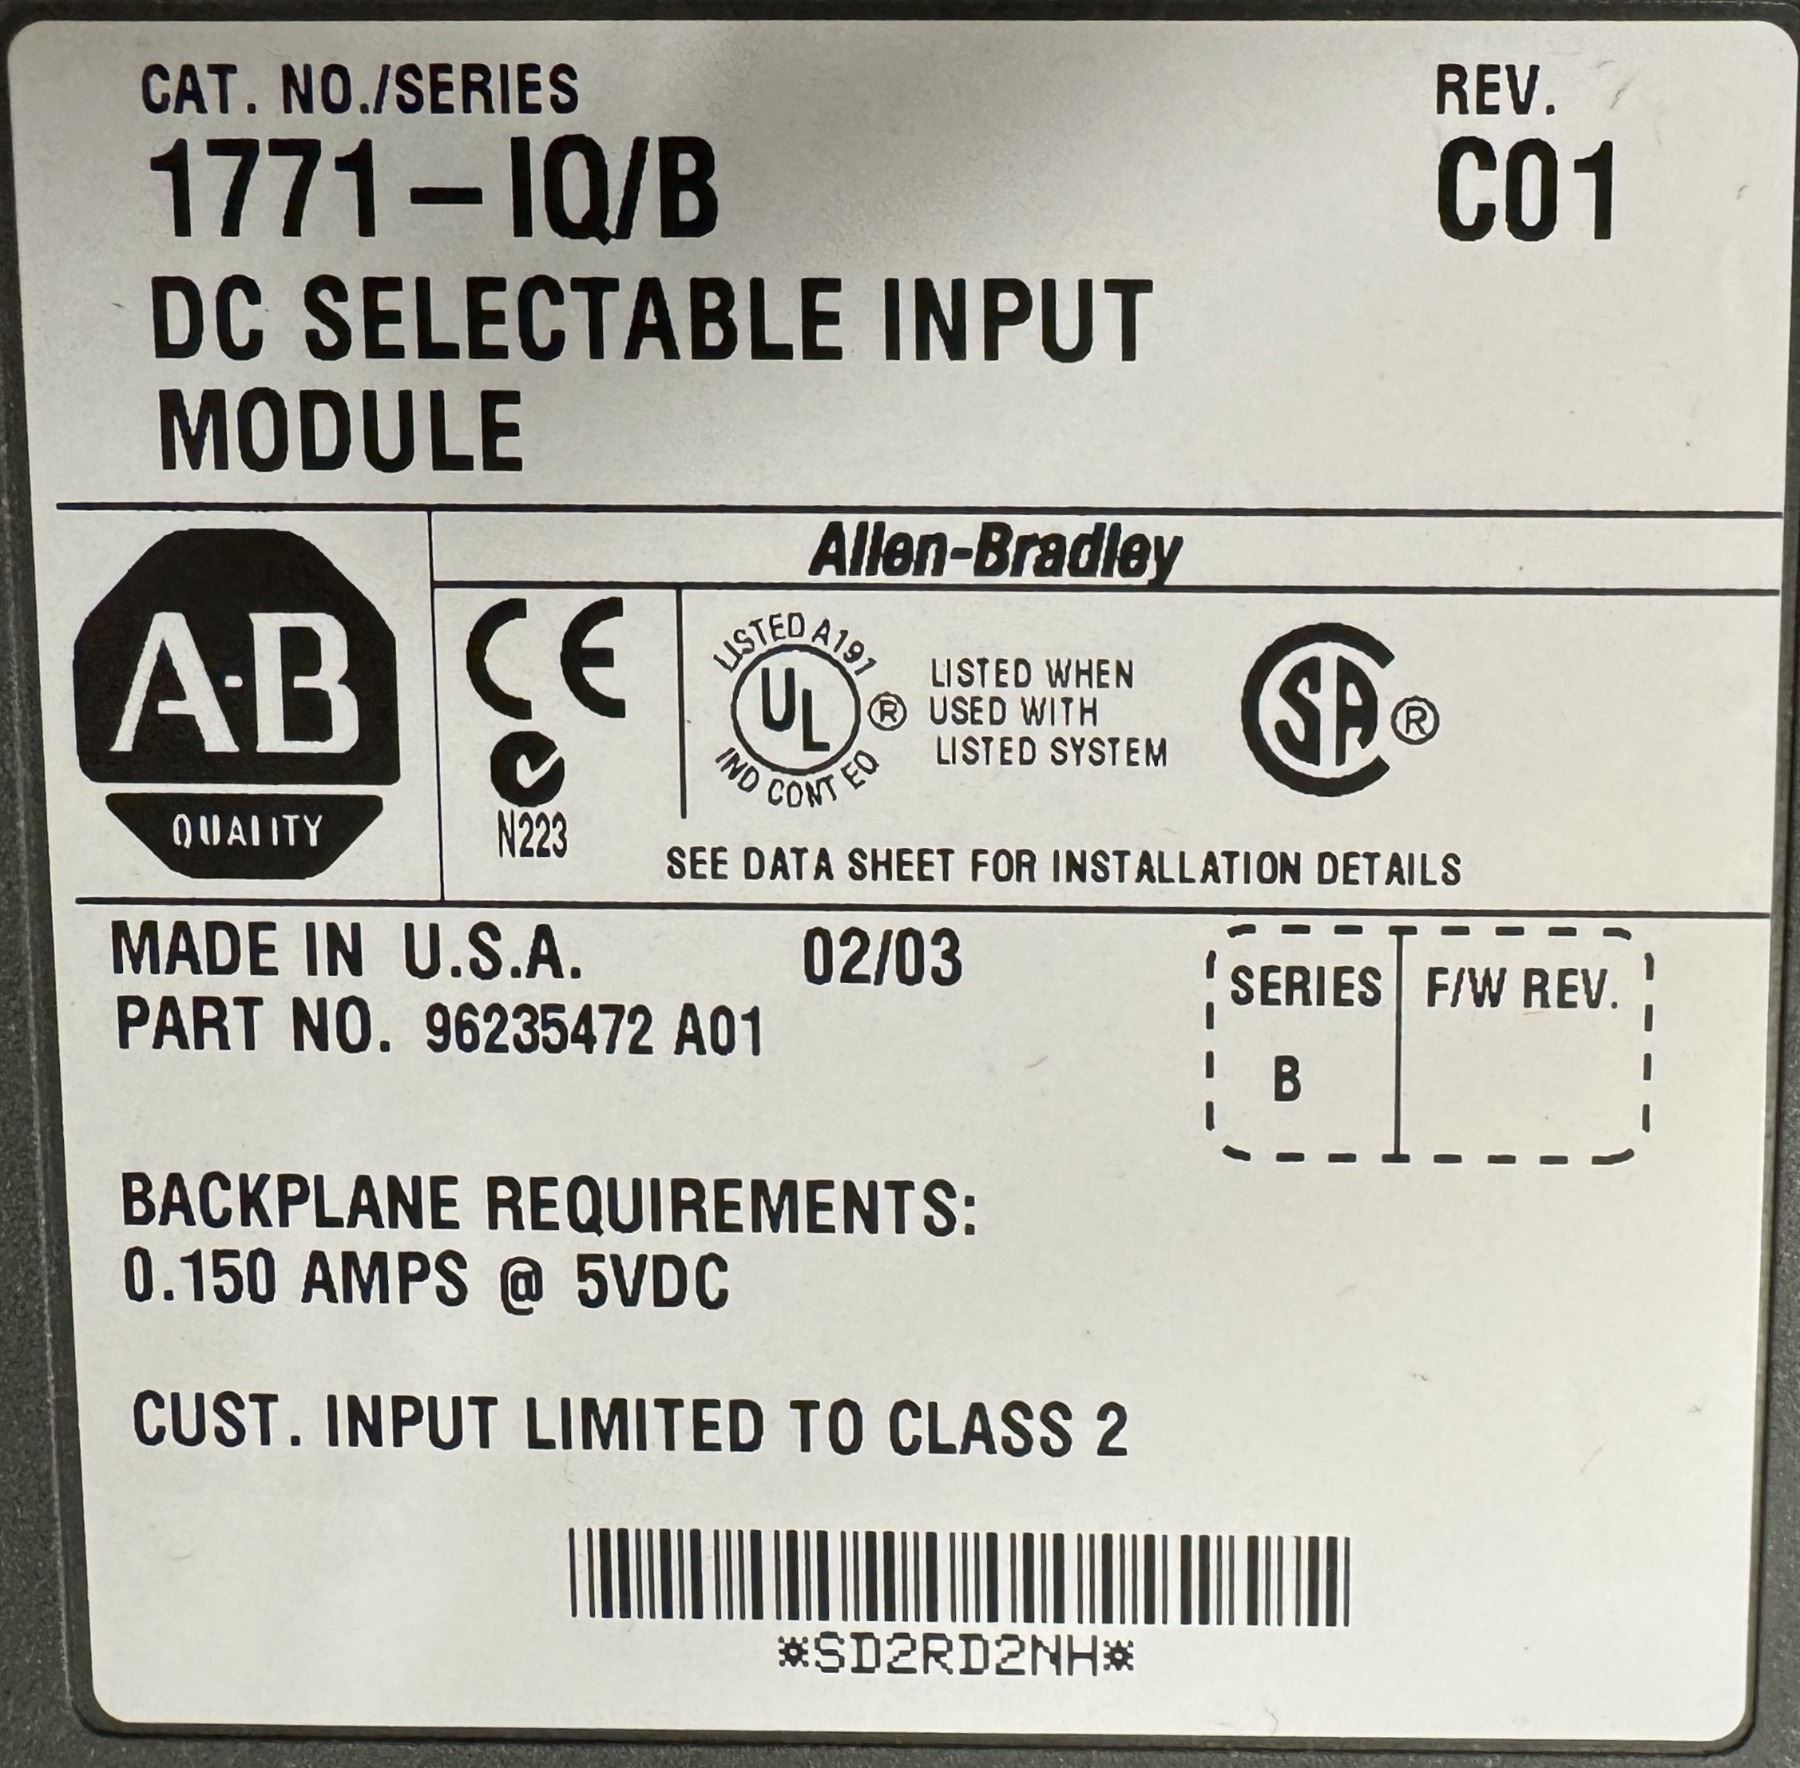 CAT. NO./SERIES
REV.
1771-IQ/B
C01
DC SELECTABLE INPUT
MODULE
A-B
QUALITY
Allen-Bradley
CE
N223
LISTED A191
UL
®
IND CONT EQ
LISTED WHEN
USED WITH
LISTED SYSTEM
SA
®
SEE DATA SHEET FOR INSTALLATION DETAILS
MADE IN U.S.A.
02/03
PART NO. 96235472 A01
SERIES
F/W REV.
B
BACKPLANE REQUIREMENTS:
0.150 AMPS @ 5VDC
CUST. INPUT LIMITED TO CLASS 2
*SD2RD2NH*